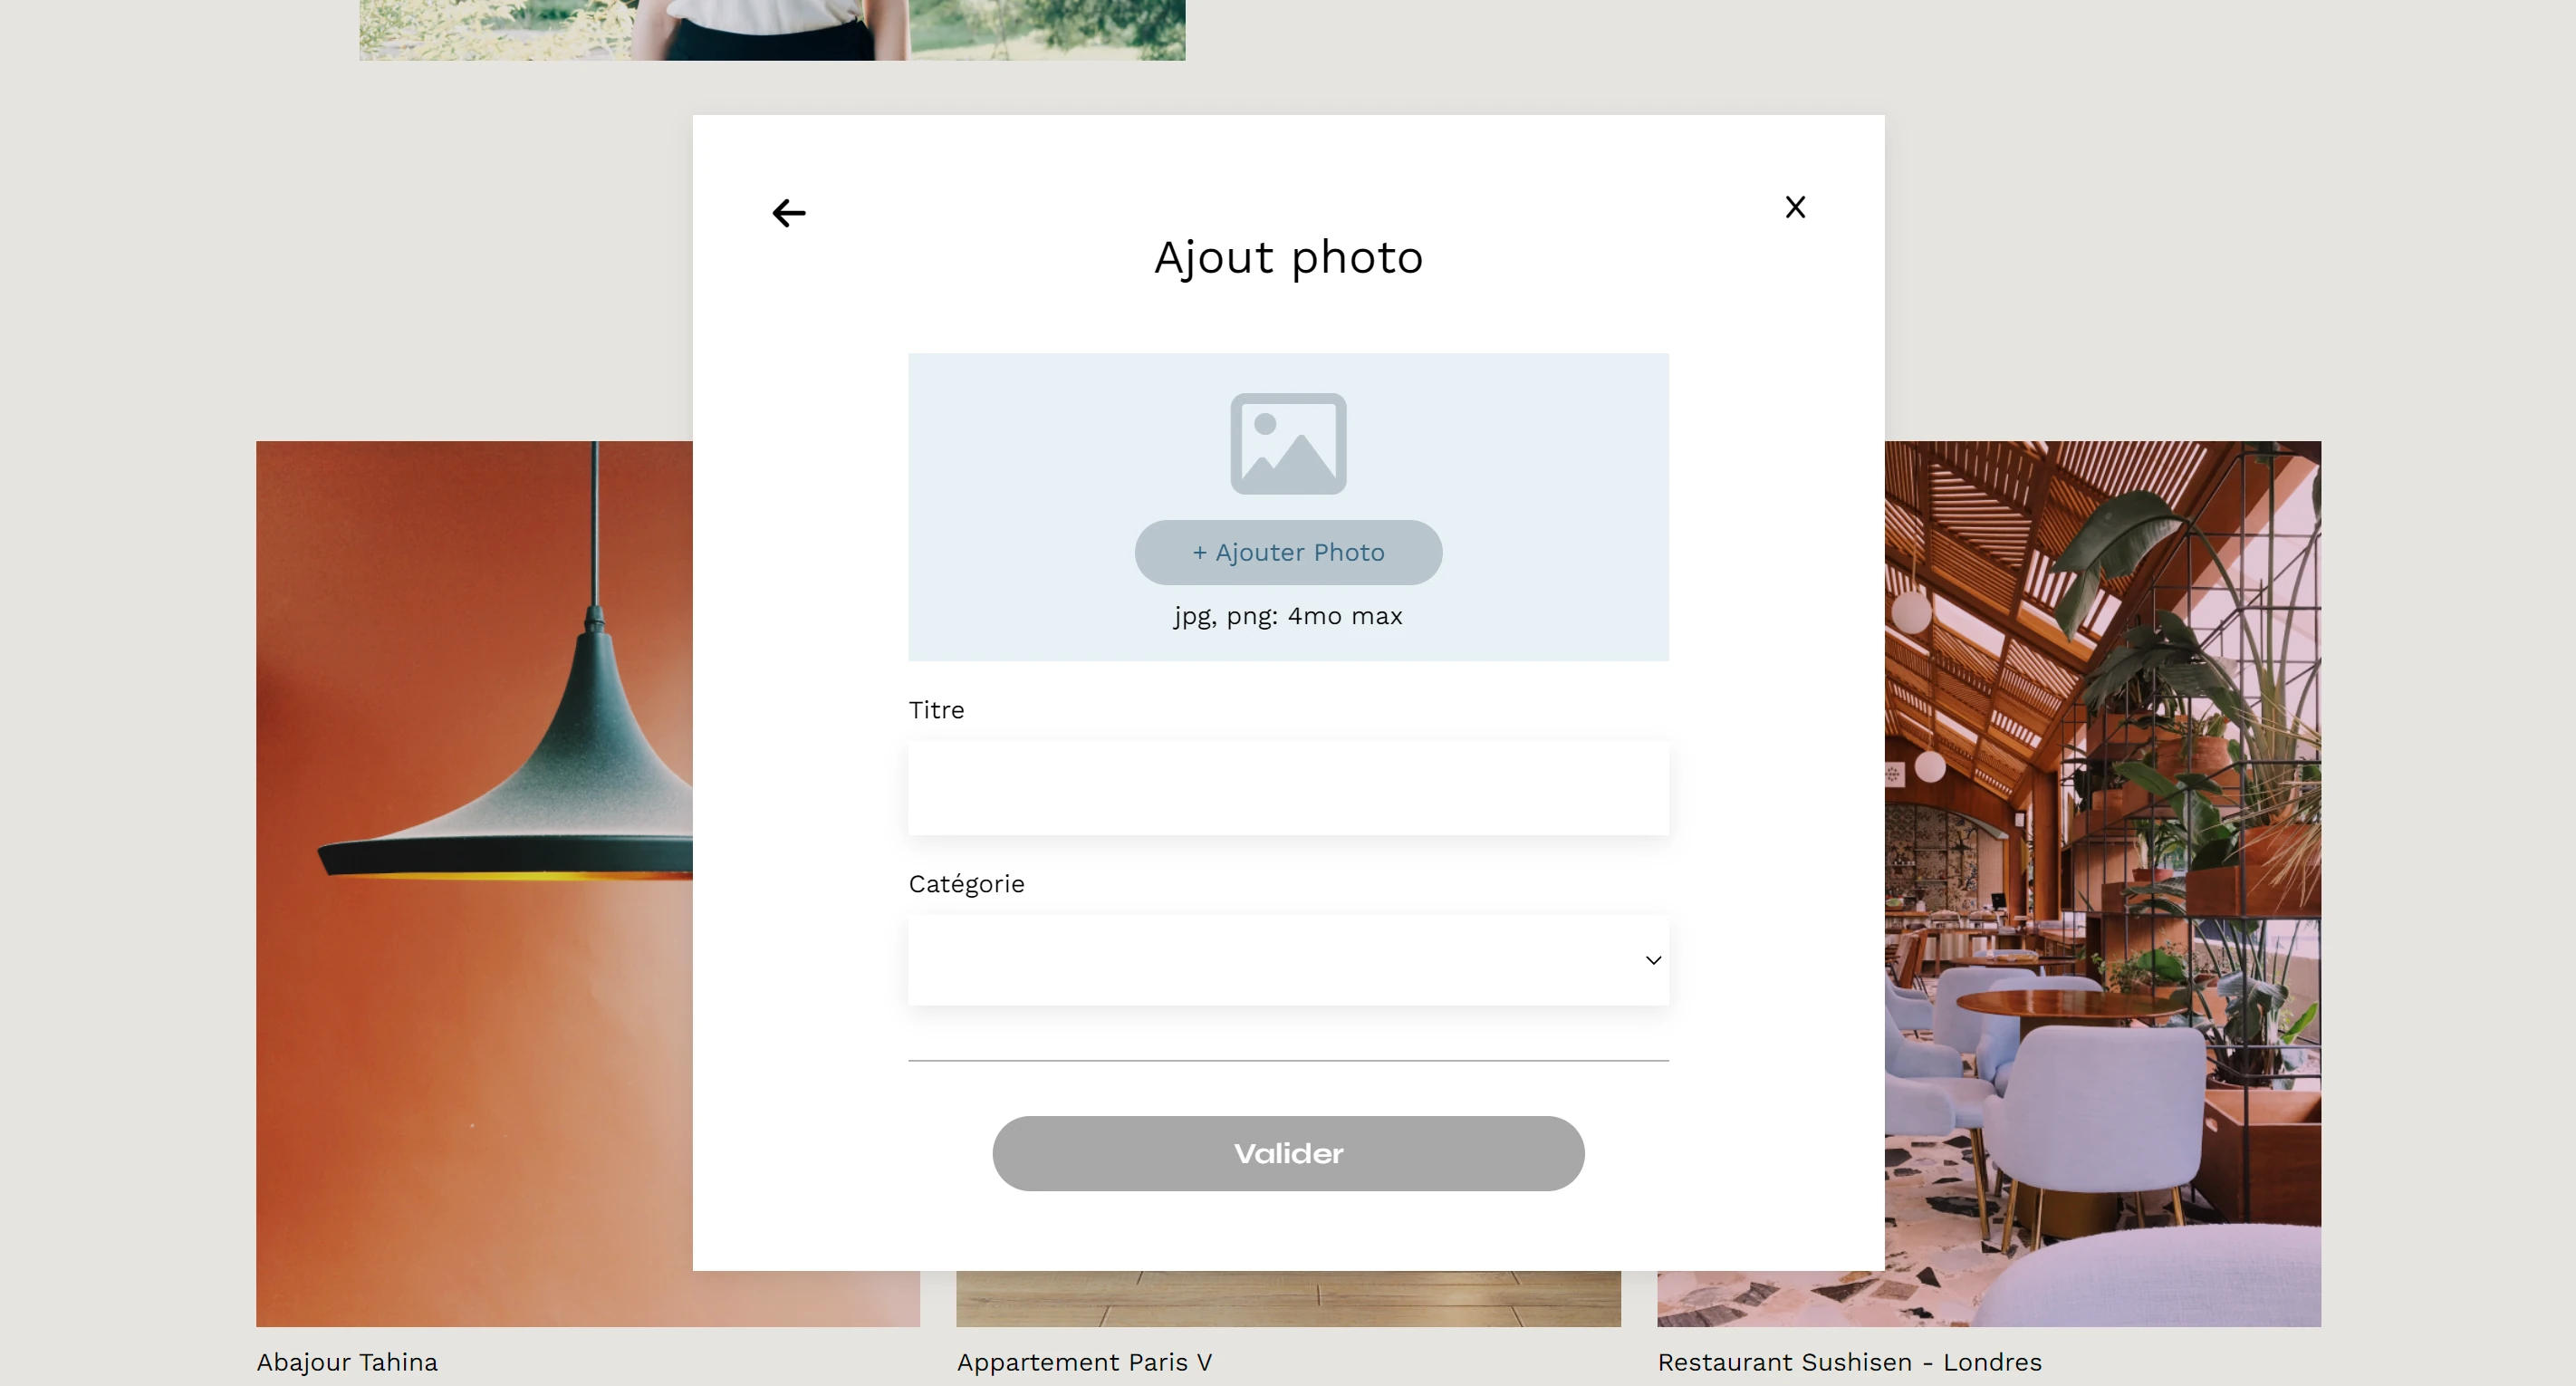 X
Ajout photo
+ Ajouter Photo
jpg, png: 4mo max
Titre
Catégorie
Valider
Abajour Tahina
Appartement Paris V
Restaurant Sushisen - Londres